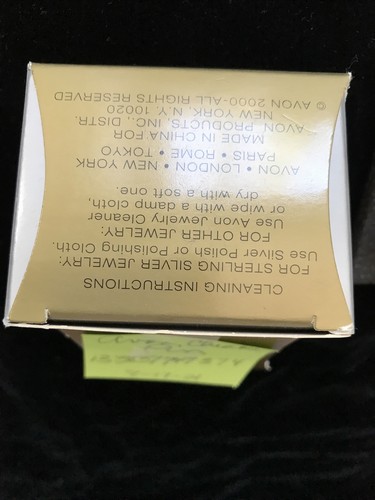 CLEANING INSTRUCTIONS
FOR STERLING SILVER JEWELRY:
Use Silver Polish or Polishing Cloth.
FOR OTHER JEWELRY:
Use Avon Jewelry Cleaner
or wipe with a damp cloth,
dry with a soft one.
AVON • LONDON • NEW YORK
PARIS • ROME • TOKYO
MADE IN CHINA FOR
AVON PRODUCTS, INC., DISTR.
NEW YORK, N.Y. 10020
© AVON 2000-ALL RIGHTS RESERVED